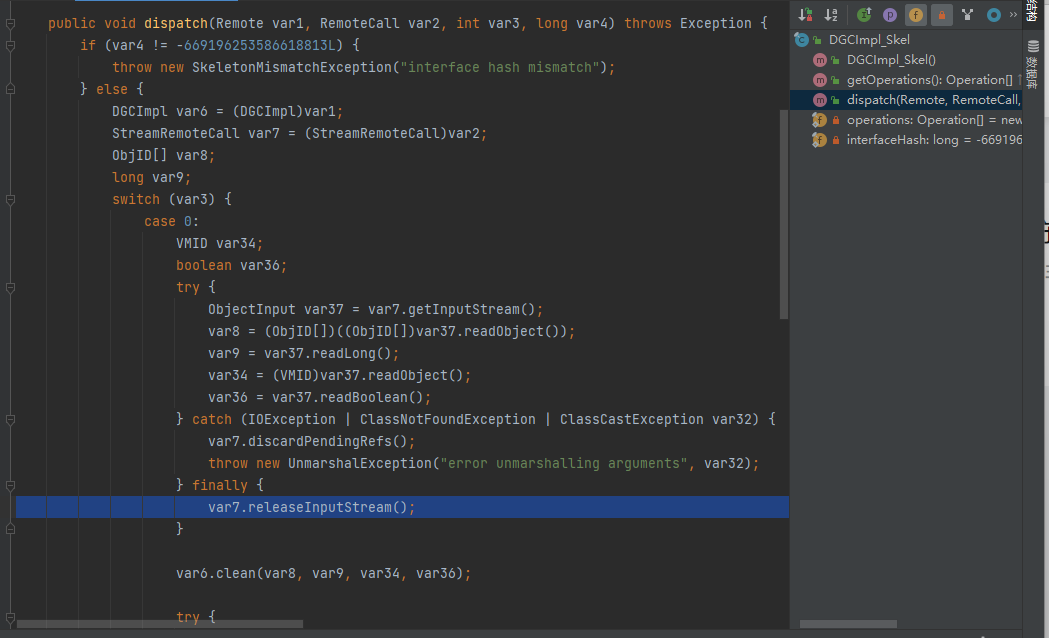 public void dispatch(Remote var1, RemoteCall var2, int var3, long var4) throws Exception {
if (var4 != -669196253586618813L) {
throw new SkeletonMismatchException("interface hash mismatch");
} else {
DGCImpl var6 = (DGCImpl)var1;
StreamRemoteCall var7 = (StreamRemoteCall)var2;
ObjID[] var8;
long var9;
switch (var3) {
case 0:
VMID var34;
boolean var36;
try {
ObjectInput var37 = var7.getInputStream();
var8 = (ObjID[])((ObjID[])var37.readObject());
var9 = var37.readLong();
var34 = (VMID)var37.readObject();
var36 = var37.readBoolean();
} catch (IOException | ClassNotFoundException | ClassCastException var32) {
var7.discardPendingRefs();
throw new UnmarshalException("error unmarshalling arguments", var32);
} finally {
var7.releaseInputStream();
}
var6.clean(var8, var9, var34, var36);
try {
DGCImpl_Skel
DGCImpl_Skel()
getOperations(): Operation[]
dispatch(Remote, RemoteCall,
operations: Operation[] = new
interfaceHash: long = -669196
结构
数据库